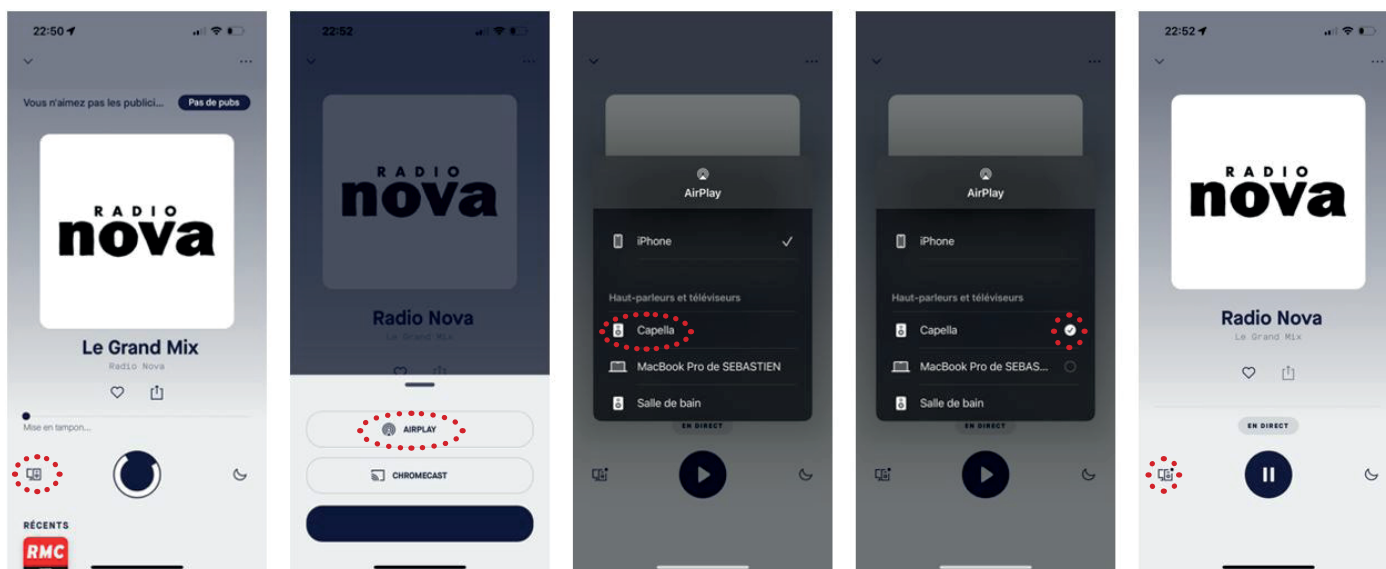 22:50
Vous n'aimez pas les publici...
Pas de pubs
RADIO
nova
Le Grand Mix
Radio Nova
Mise en tampon...
RÉCENTS
RMC
22:52
RADIO
nova
Radio Nova
Le Grand Mix
AIRPLAY
CHROMECAST
AirPlay
iPhone
Haut-parleurs et téléviseurs
Capella
MacBook Pro de SEBASTIEN
Salle de bain
EN DIRECT
AirPlay
iPhone
Haut-parleurs et téléviseurs
Capella
MacBook Pro de SEBAS...
Salle de bain
EN DIRECT
22:52
RADIO
nova
Radio Nova
Le Grand Mix
EN DIRECT